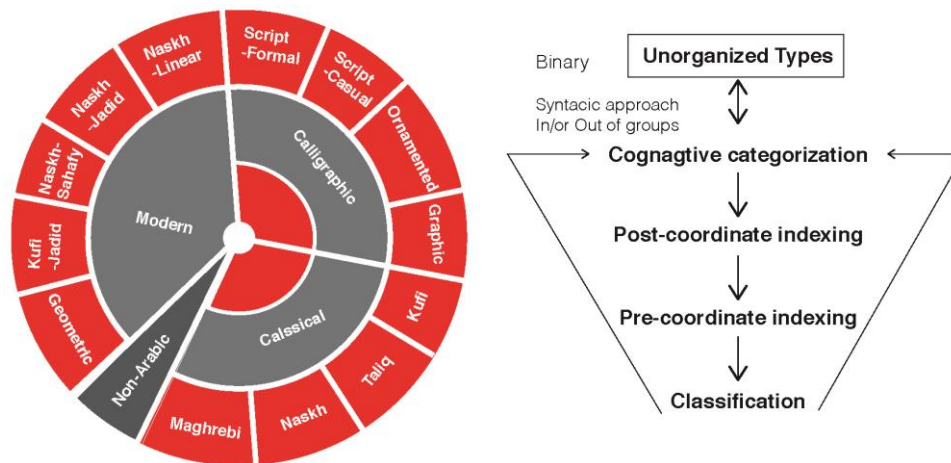 Naskh
-Linear
Script
-Formal
Script
-Casual
Ornamented
Graphic
Kufi
Taliq
Naskh
Maghrebi
Non-Arabic
Geometric
Kufi
-Jadid
Naskh-
Sahafy
Naskh
-Jadid
Modern
Calligraphic
Calssical
Binary
Unorganized Types
Syntacic approach
In/or Out of groups
Cognagtive categorization
Post-coordinate indexing
Pre-coordinate indexing
Classification